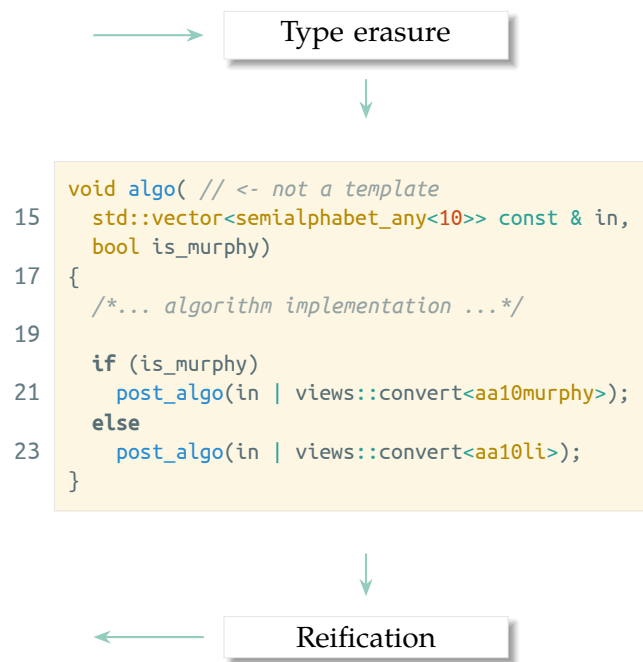 Type erasure
void algo( // <- not a template
15 std::vector<semialphabet_any<10>> const & in,
bool is_murphy)
17 {
/*... algorithm implementation ...*/
19
if (is_murphy)
21 post_algo(in | views::convert<aa10murphy>);
else
23 post_algo(in | views::convert<aa10li>);
}
Reification